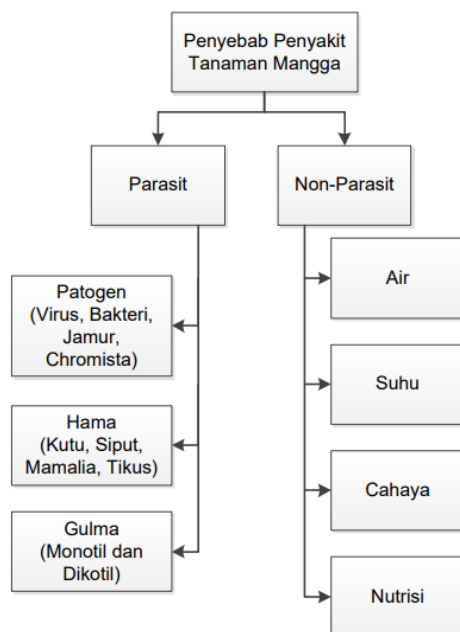 Penyebab Penyakit
Tanaman Mangga
Parasit
Non-Parasit
Patogen
(Virus, Bakteri,
Jamur,
Chromista)
Hama
(Kutu, Siput,
Mamalia, Tikus)
Gulma
(Monotil dan
Dikotil)
Air
Suhu
Cahaya
Nutrisi